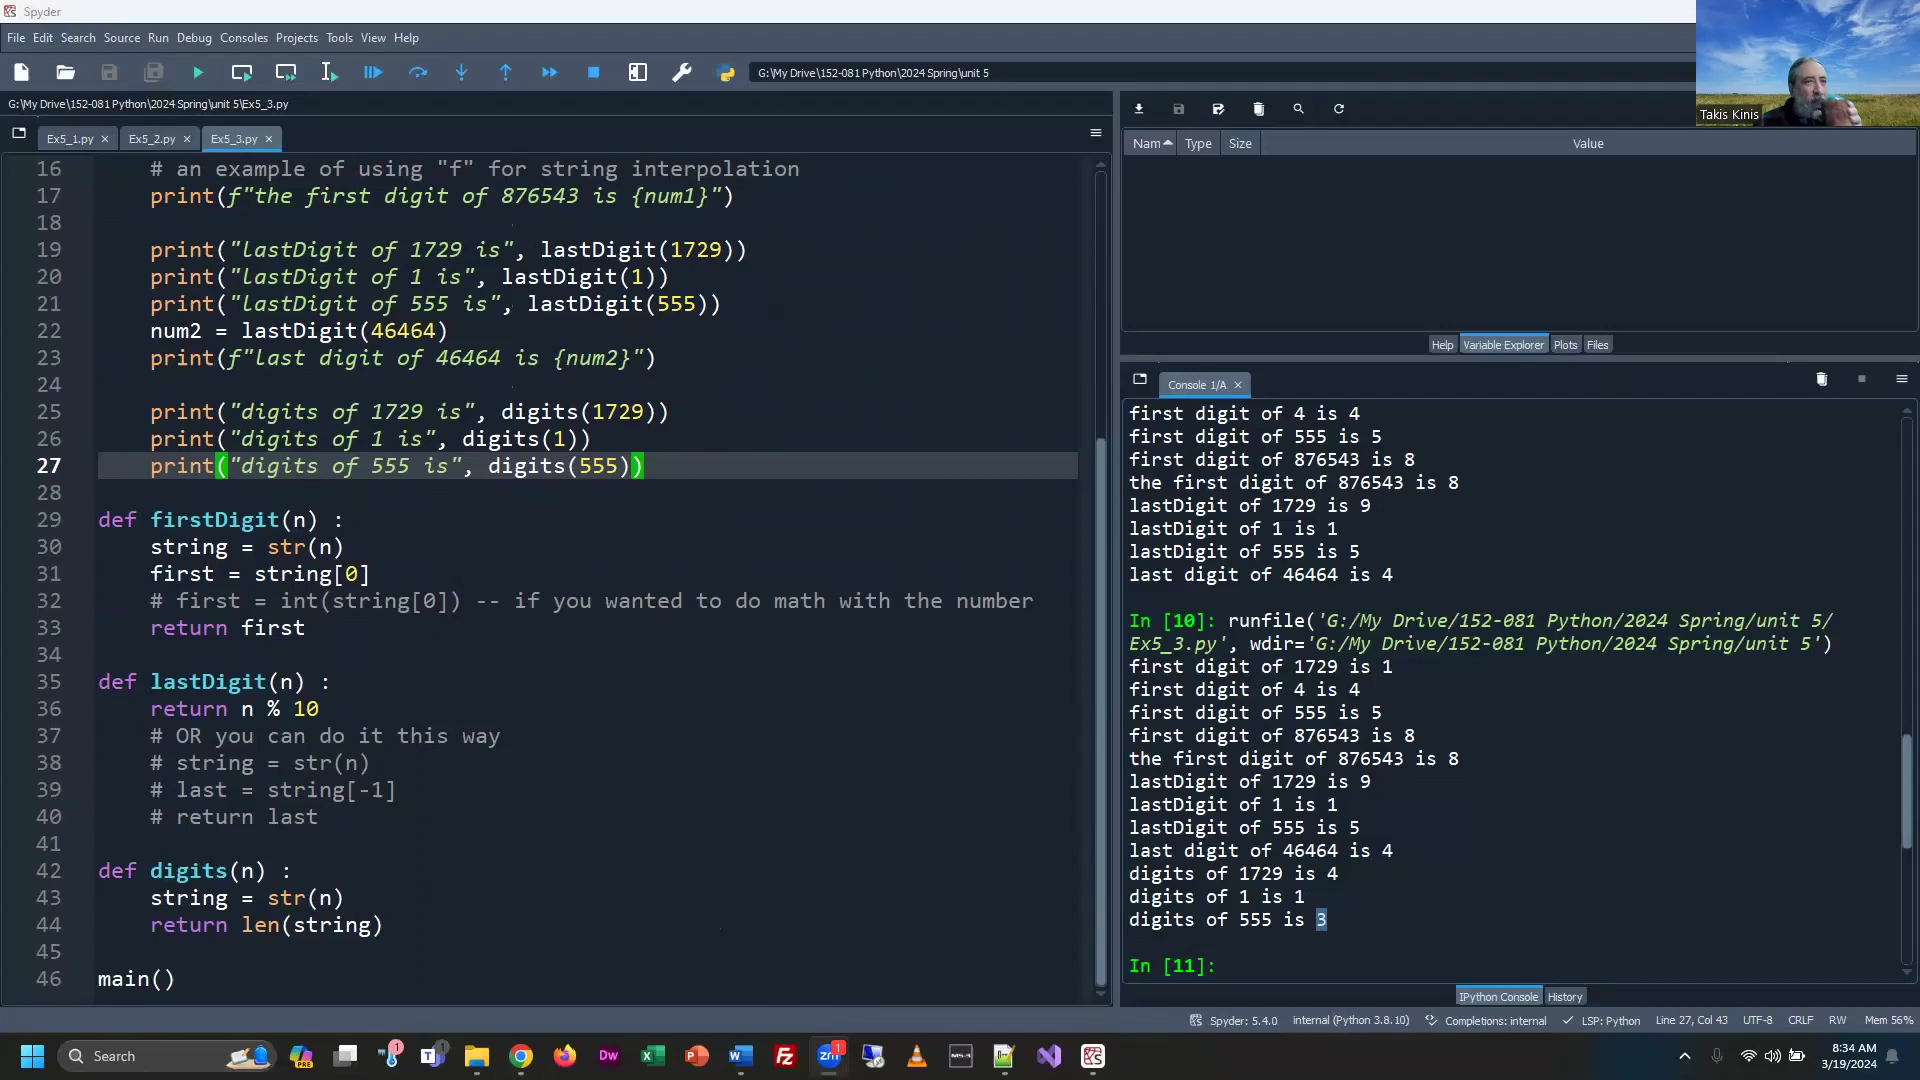 Spyder
File Edit Search Source Run Debug Consoles Projects Tools View Help
G:\My Drive\152-081 Python\2024 Spring\unit 5
Takis Kinis
G:\My Drive\152-081 Python\2024 Spring\unit 5\Ex5_3.py
Ex5_1.py
Ex5_2.py
Ex5_3.py
16 # an example of using "f" for string interpolation
17 print(f"the first digit of 876543 is {num1}")
18
19 print("lastDigit of 1729 is", lastDigit(1729))
20 print("lastDigit of 1 is", lastDigit(1))
21 print("lastDigit of 555 is", lastDigit(555))
22 num2 = lastDigit(46464)
23 print(f"last digit of 46464 is {num2}")
24
25 print("digits of 1729 is", digits(1729))
26 print("digits of 1 is", digits(1))
27 print("digits of 555 is", digits(555))
28
29 def firstDigit(n) :
30 string = str(n)
31 first = string[0]
32 # first = int(string[0]) -- if you wanted to do math with the number
33 return first
34
35 def lastDigit(n) :
36 return n % 10
37 # OR you can do it this way
38 # string = str(n)
39 # last = string[-1]
40 # return last
41
42 def digits(n) :
43 string = str(n)
44 return len(string)
45
46 main()
Nam Type Size Value
Help Variable Explorer Plots Files
Console 1/A
first digit of 4 is 4
first digit of 555 is 5
first digit of 876543 is 8
the first digit of 876543 is 8
lastDigit of 1729 is 9
lastDigit of 1 is 1
lastDigit of 555 is 5
last digit of 46464 is 4
In [10]: runfile('G:/My Drive/152-081 Python/2024 Spring/unit 5/
Ex5_3.py', wdir='G:/My Drive/152-081 Python/2024 Spring/unit 5')
first digit of 1729 is 1
first digit of 4 is 4
first digit of 555 is 5
first digit of 876543 is 8
the first digit of 876543 is 8
lastDigit of 1729 is 9
lastDigit of 1 is 1
lastDigit of 555 is 5
last digit of 46464 is 4
digits of 1729 is 4
digits of 1 is 1
digits of 555 is 3
In [11]:
IPython Console History
Spyder: 5.4.0 internal (Python 3.8.10) Completions: internal LSP: Python Line 27, Col 43 UTF-8 CRLF RW Mem 56%
Search
8:34 AM
3/19/2024